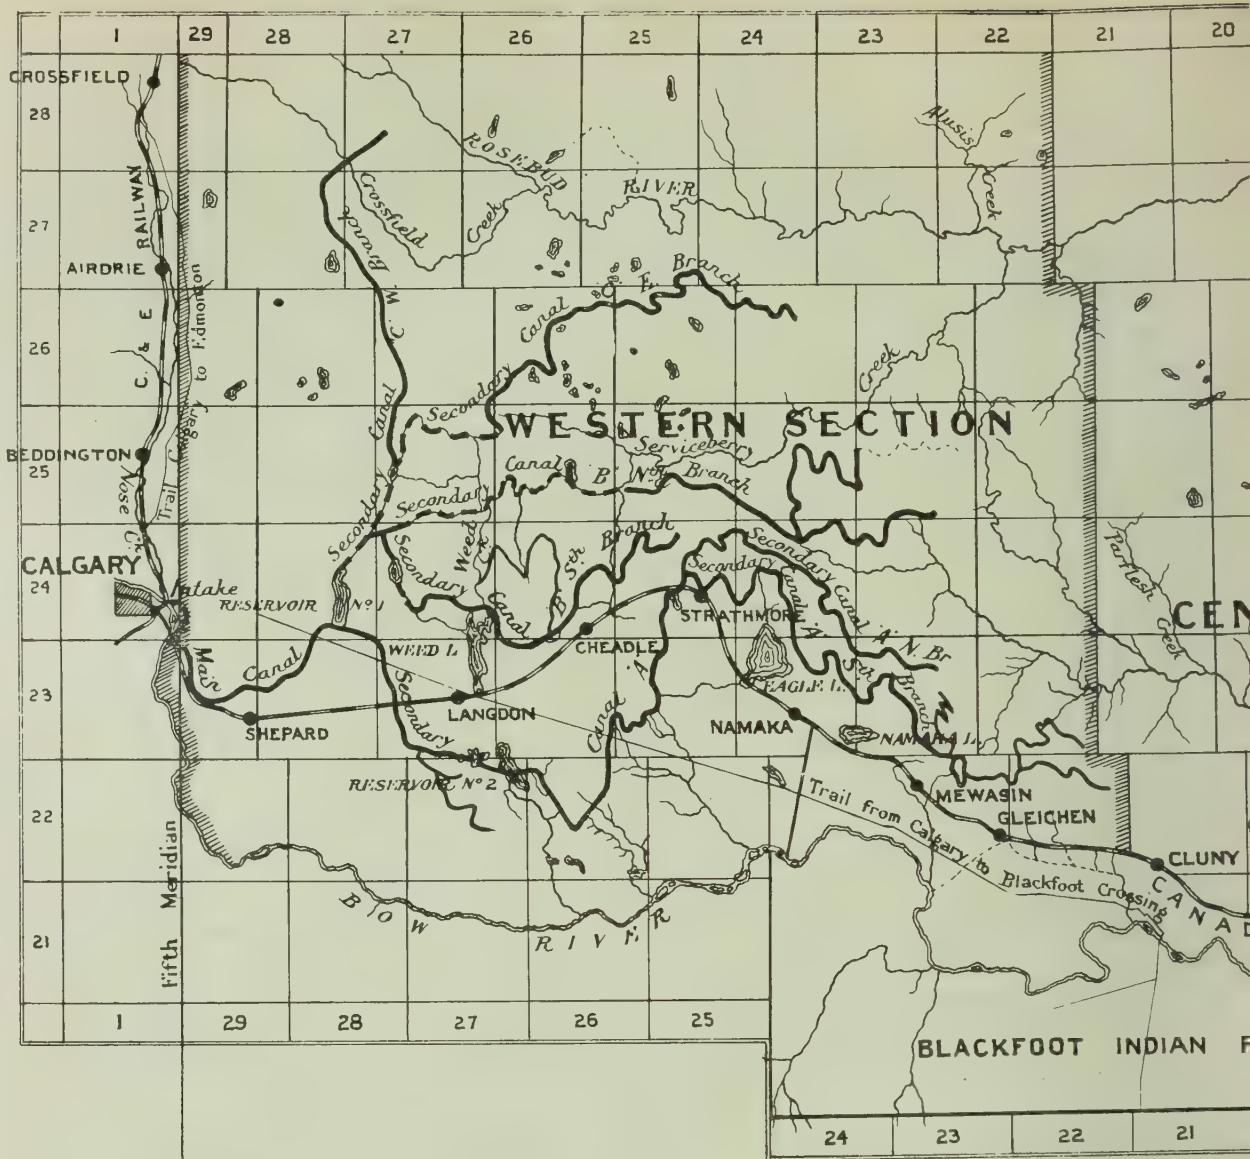 1 29 28 27 26 25 24 23 22 21 20
CROSSFIELD
28
Alusis
Creek
ROSEBUD
RIVER
C. & E. RAILWAY
Crossfield
Creek
27
AIRDRIE
Branch
Secondary Canal C. W. Branch
Secondary Canal C E. Branch
26
Trail Calgary to Edmonton
Creek
WESTERN SECTION
Serviceberry
BEDDINGTON
25
Nose Ck.
Secondary Canal B No. Branch
Weed Ck
Secondary Canal B Sth Branch
CALGARY
24
Intake
RESERVOIR No 1
Secondary Canal A N. Br
Secondary Canal A Sth Branch
STRATHMORE
Parflesh Creek
CEN
CHEADLE
WEED L
EAGLE L.
Main Canal
23
LANGDON
SHEPARD
NAMAKA
NAMAKA L.
Secondary Canal A
RESERVOIR No 2
MEWASIN
GLEICHEN
22
Trail from Calgary to Blackfoot Crossing
CLUNY
CANAD
Fifth Meridian
BOW RIVER
21
1 29 28 27 26 25
BLACKFOOT INDIAN
24 23 22 21